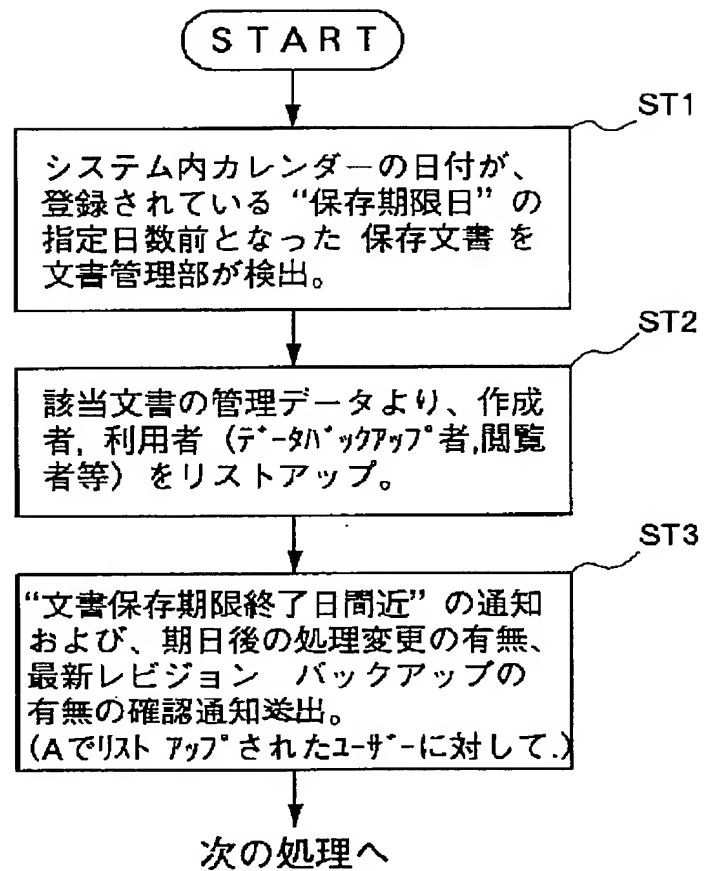 START
ST1
システム内カレンダーの日付が、
登録されている“保存期限日”の
指定日数前となった 保存文書 を
文書管理部が検出。
ST2
該当文書の管理データより、作成
者, 利用者 (ﾃﾞｰﾀﾊﾞｯｸｱｯﾌﾟ者,閲覧
者等) をリストアップ。
ST3
“文書保存期限終了日間近” の通知
および、期日後の処理変更の有無、
最新レビジョン　バックアップの
有無の確認通知送出。
(Aでﾘｽﾄ ｱｯﾌﾟされたﾕｰｻﾞｰに対して.)
次の処理へ